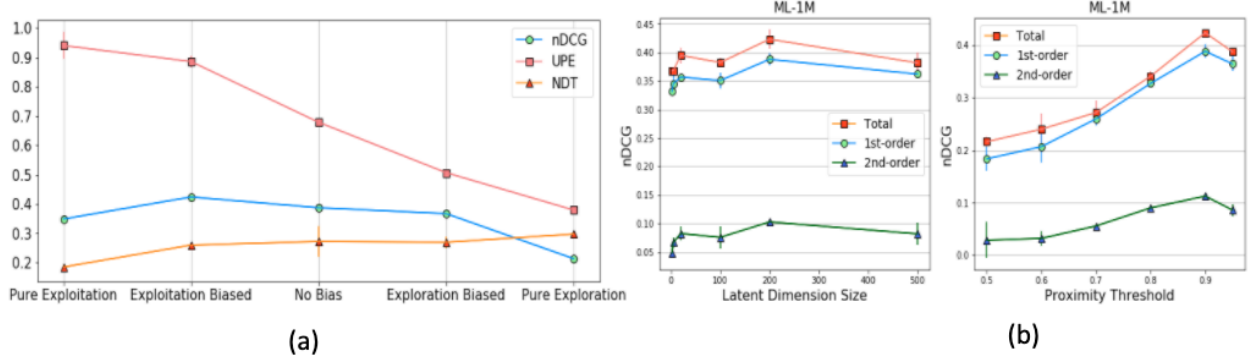 1.0
0.9
0.8
0.7
0.6
0.5
0.4
0.3
0.2
nDCG
UPE
NDT
Pure Exploitation
Exploitation Biased
No Bias
Exploration Biased
Pure Exploration
(a)
ML-1M
0.45
0.40
0.35
0.30
0.25
0.20
0.15
0.10
0.05
nDCG
Total
1st-order
2nd-order
0
100
200
300
400
500
Latent Dimension Size
ML-1M
0.4
0.3
0.2
0.1
0.0
nDCG
Total
1st-order
2nd-order
0.5
0.6
0.7
0.8
0.9
Proximity Threshold
(b)